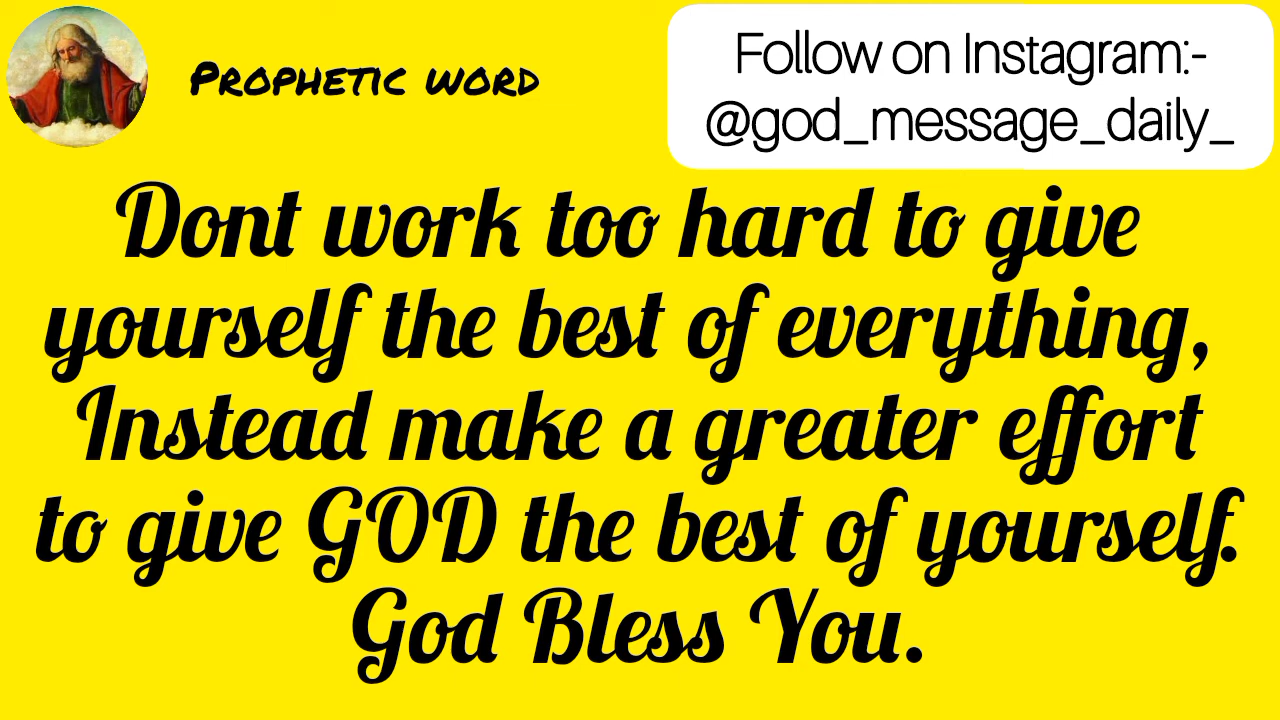 Prophetic word
Follow on Instagram:-
@god_message_daily_
Dont work too hard to give
yourself the best of everything,
Instead make a greater effort
to give GOD the best of yourself.
God Bless You.